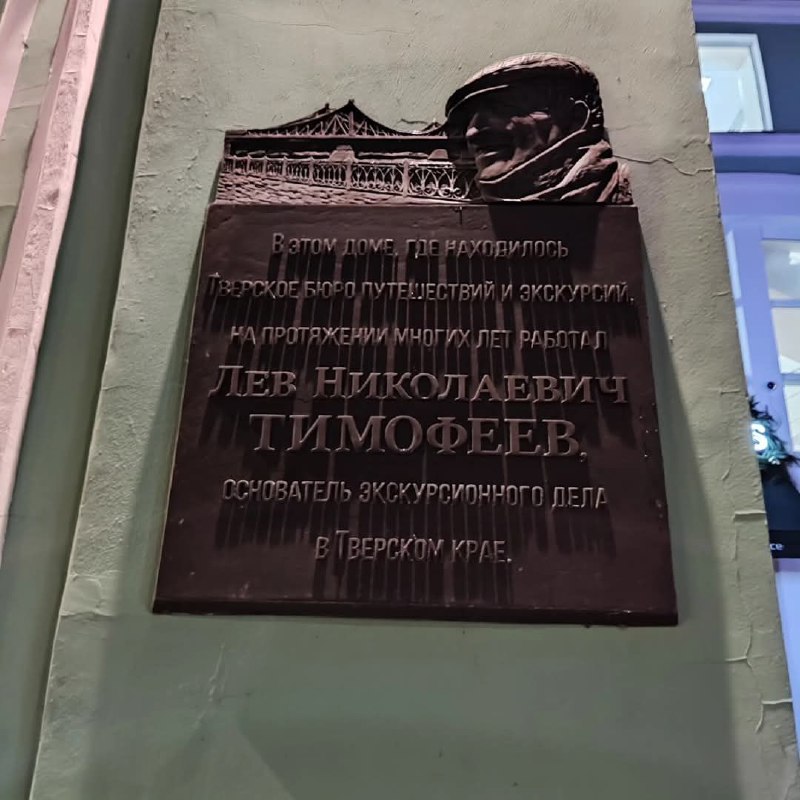 В этом доме, где находилось
Тверское бюро путешествий и экскурсий,
на протяжении многих лет работал
Лев Николаевич
ТИМОФЕЕВ,
основатель экскурсионного дела
в Тверском крае.